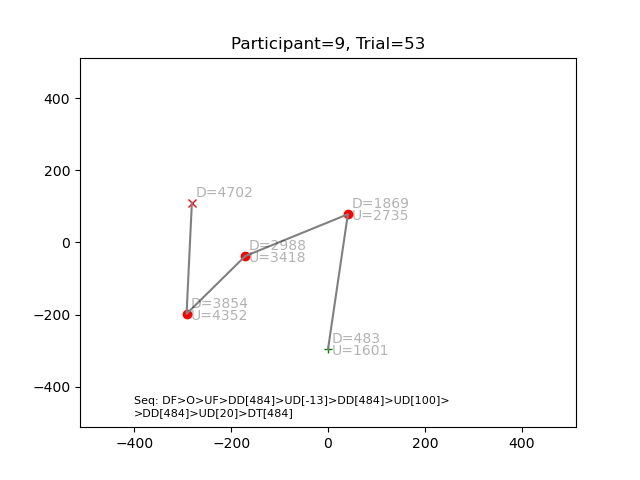 Participant=9, Trial=53
400
200
0
−200
−400
D=4702
D=1869
U=2735
D=2988
U=3418
D=3854
U=4352
D=483
U=1601
Seq: DF>O>UF>DD[484]>UD[-13]>DD[484]>UD[100]>
>DD[484]>UD[20]>DT[484]
−400 −200 0 200 400